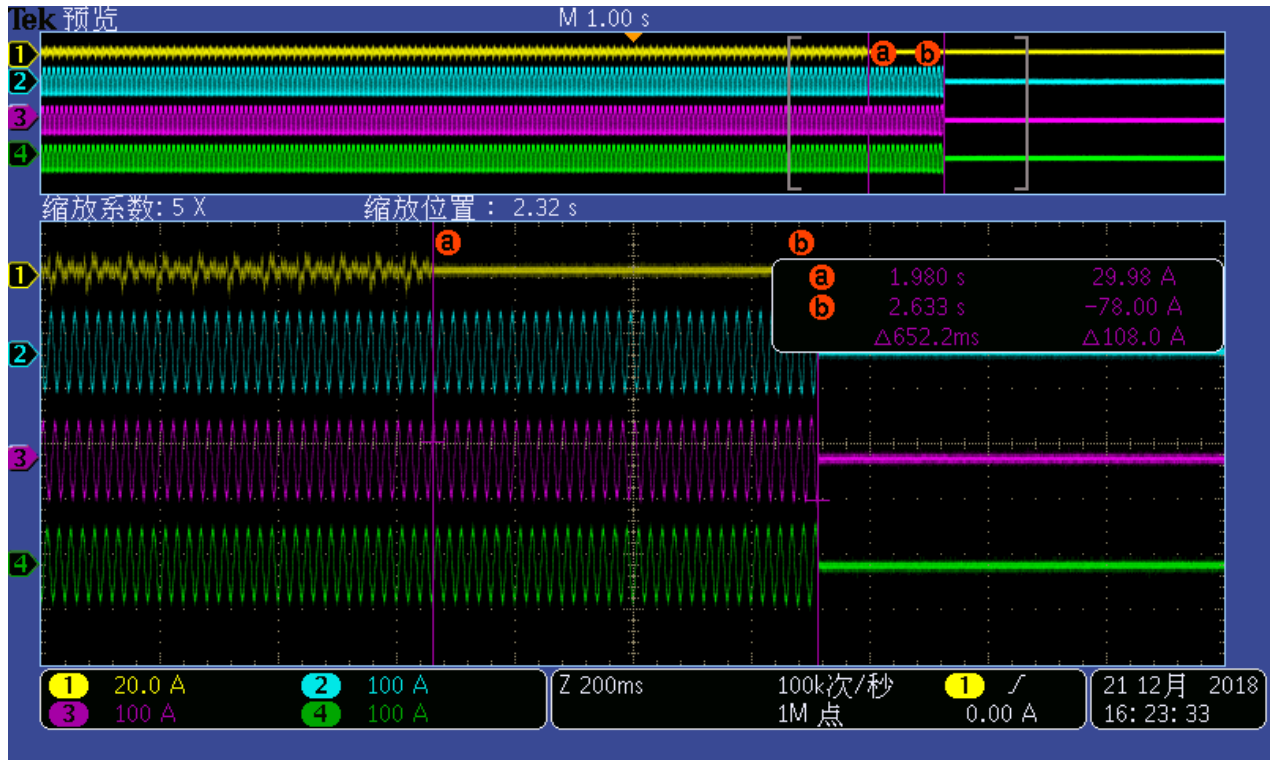 Tek 预览 M 1.00 s
1 a b
2
3
4
缩放系数: 5 X 缩放位置： 2.32 s
a b
1 a 1.980 s 29.98 A
b 2.633 s -78.00 A
△652.2ms △108.0 A
2
3
4
1 20.0 A 2 100 A Z 200ms 100k次/秒 1 21 12月 2018
3 100 A 4 100 A 1M 点 0.00 A 16: 23: 33